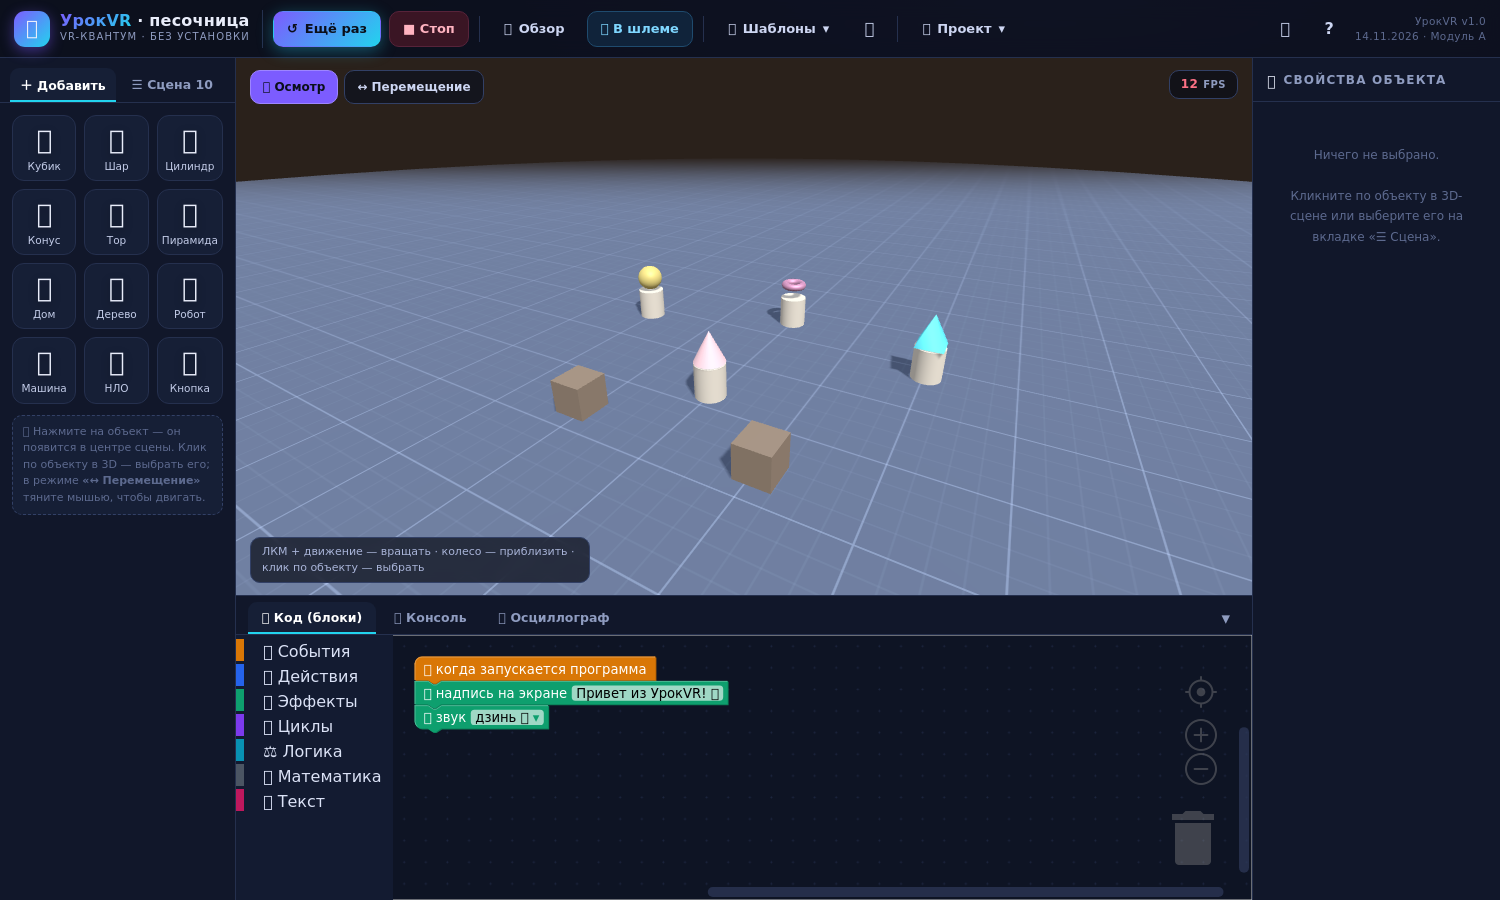 УрокVR · песочница
VR-КВАНТУМ · БЕЗ УСТАНОВКИ
↺ Ещё раз
■ Стоп
Обзор
В шлеме
Шаблоны ▾
Проект ▾
?
УрокVR v1.0
14.11.2026 · Модуль А
+ Добавить
☰ Сцена 10
Кубик
Шар
Цилиндр
Конус
Тор
Пирамида
Дом
Дерево
Робот
Машина
НЛО
Кнопка
Нажмите на объект — он
появится в центре сцены. Клик
по объекту в 3D — выбрать его;
в режиме «↔ Перемещение»
тяните мышью, чтобы двигать.
Осмотр
↔ Перемещение
12 FPS
ЛКМ + движение — вращать · колесо — приблизить ·
клик по объекту — выбрать
СВОЙСТВА ОБЪЕКТА
Ничего не выбрано.
Кликните по объекту в 3D-
сцене или выберите его на
вкладке «☰ Сцена».
Код (блоки)
Консоль
Осциллограф
▼
События
Действия
Эффекты
Циклы
⚖ Логика
Математика
Текст
когда запускается программа
надпись на экране Привет из УрокVR!
звук дзинь ▾